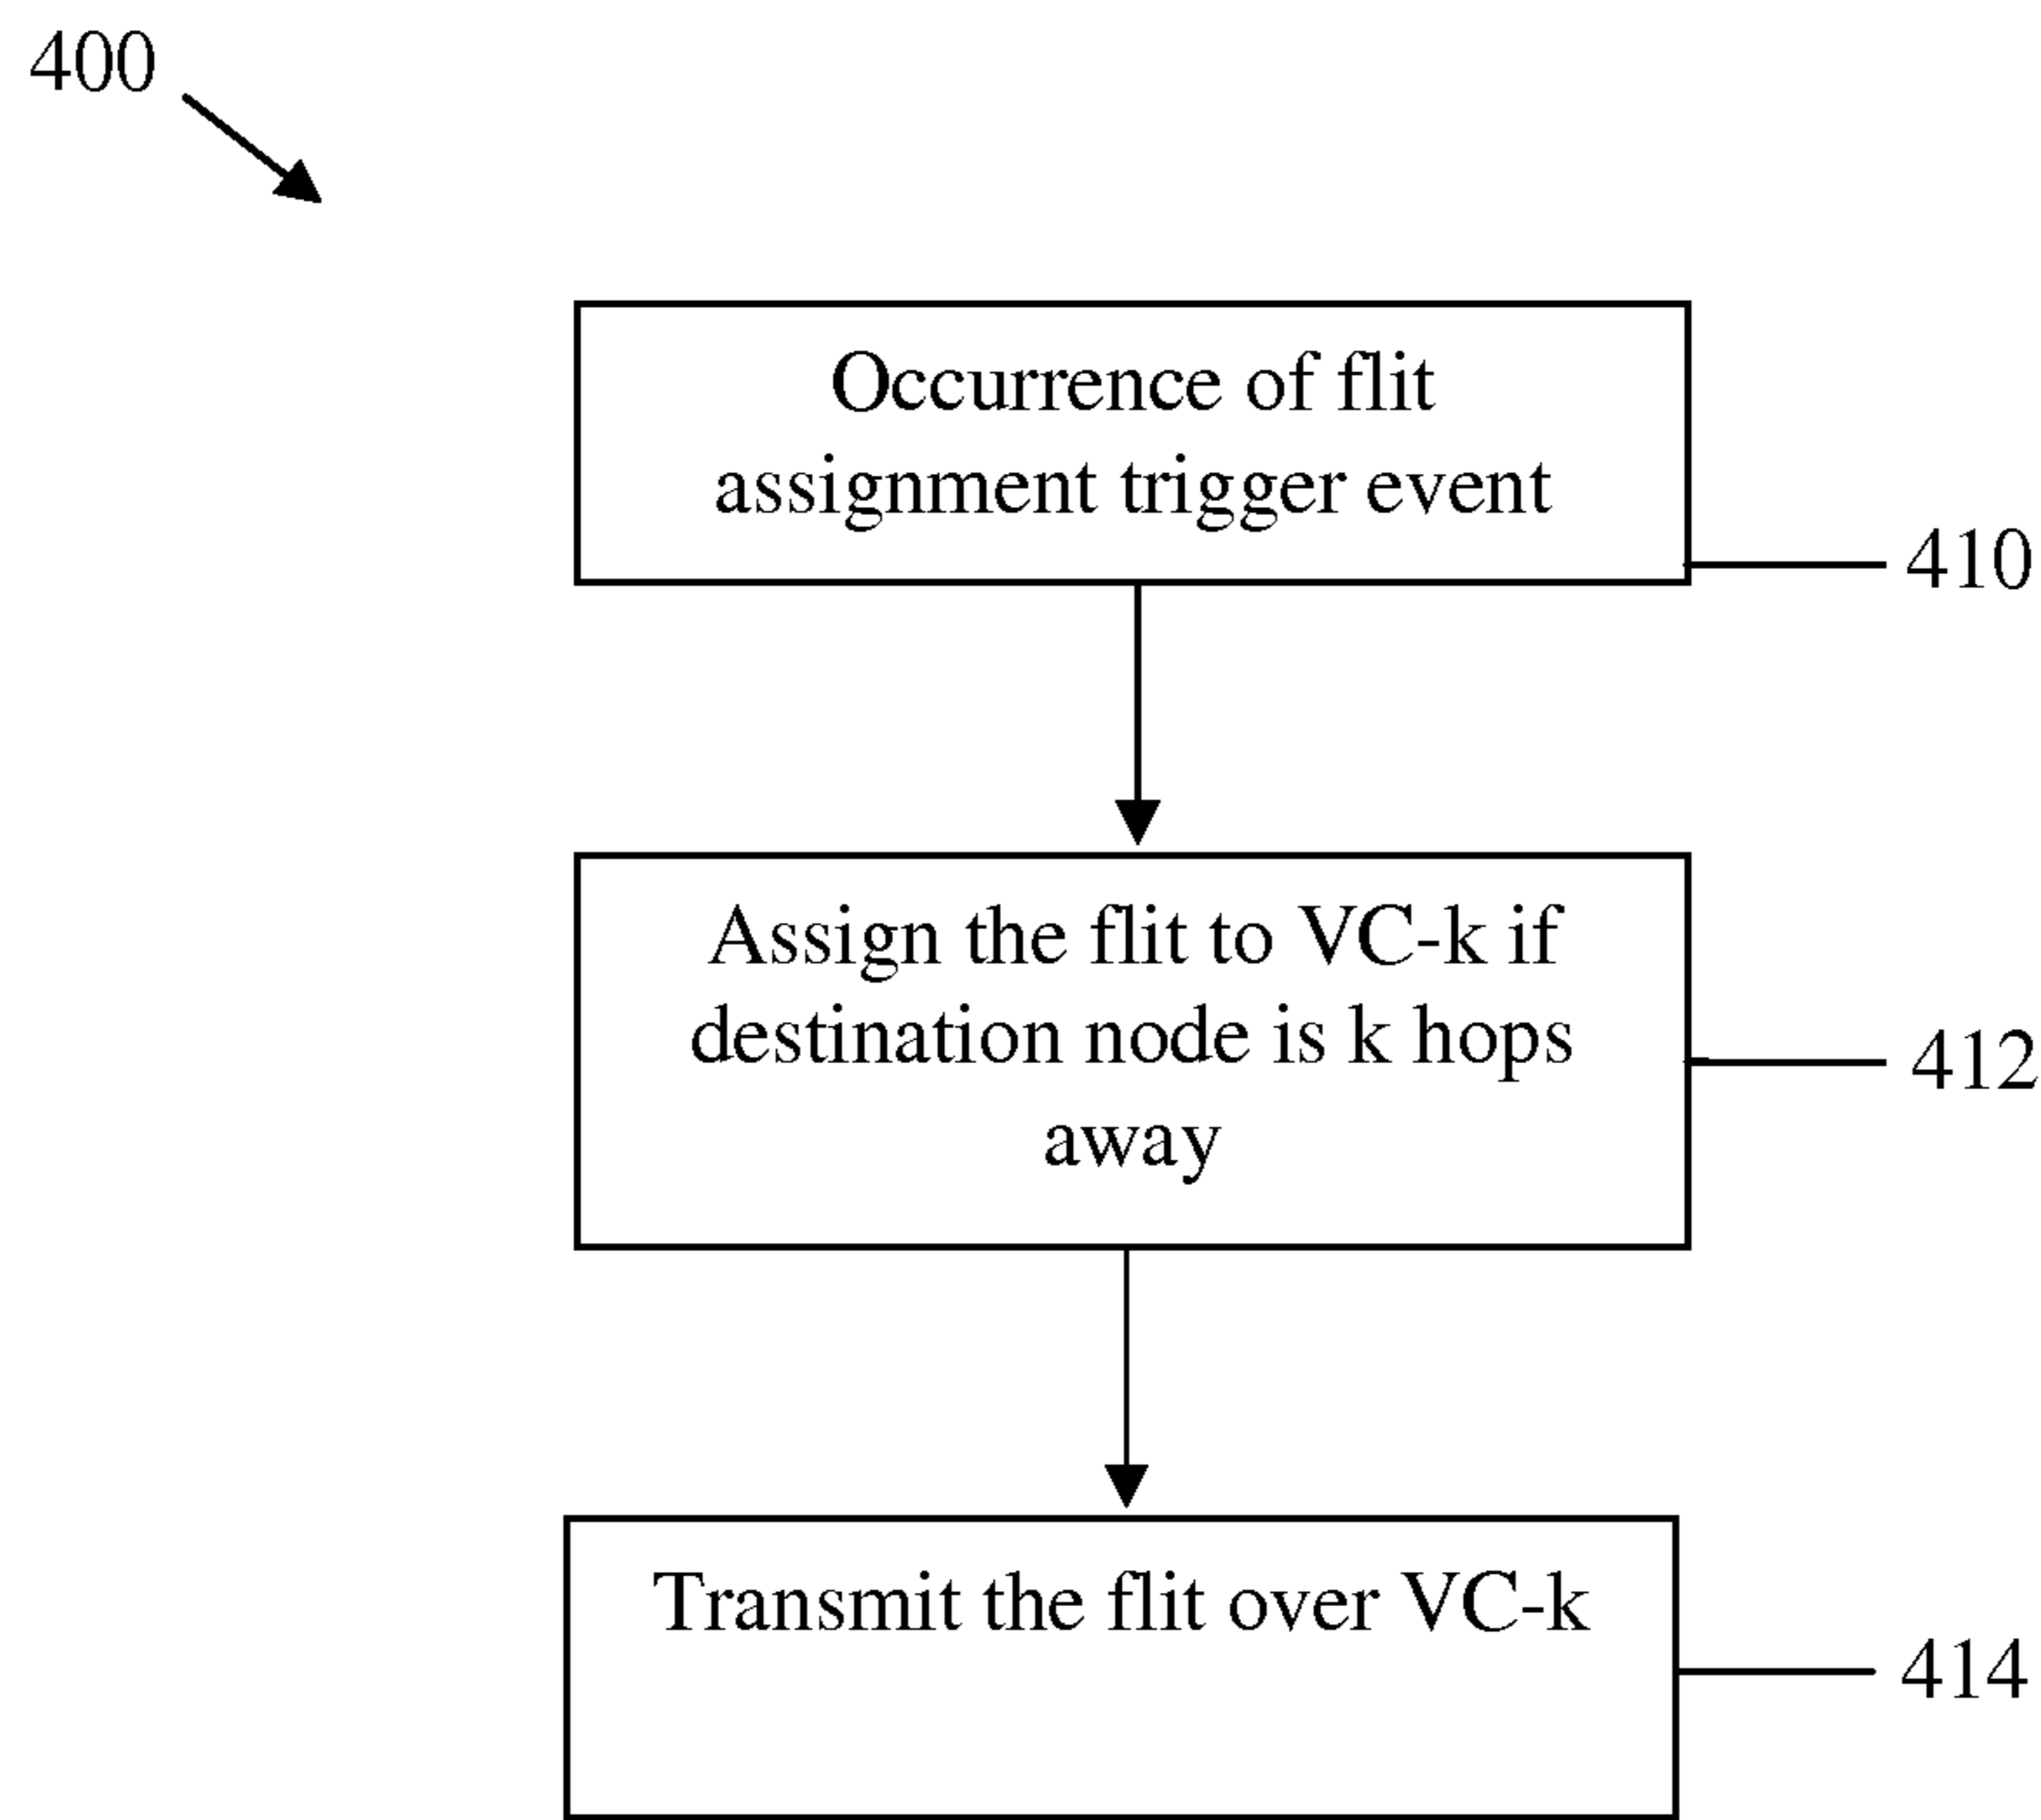 400
Occurrence of flit
assignment trigger event
410
Assign the flit to VC-k if
destination node is k hops
away
412
Transmit the flit over VC-k
414